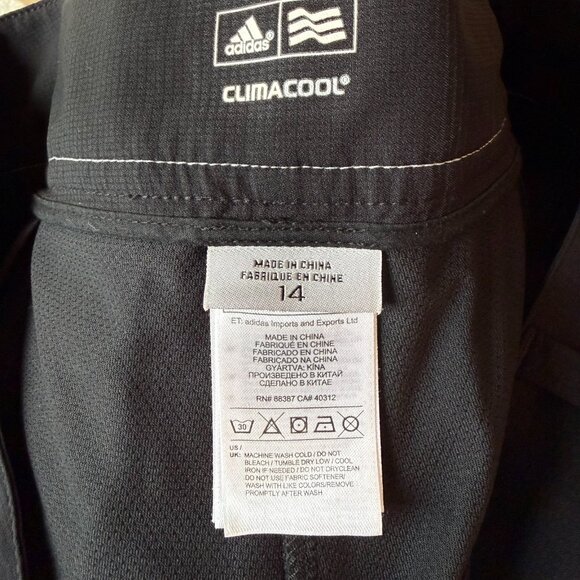 adidas®
CLIMACOOL®
MADE IN CHINA
FABRIQUE EN CHINE
14
ET: adidas Imports and Exports Ltd
MADE IN CHINA
FABRIQUÉ EN CHINE
FABRICADO EN CHINA
FABRICADO NA CHINA
GYÁRTVA: KÍNA
ПРОИЗВЕДЕНО В КИТАЙ
СДЕЛАНО В КИТАЕ
RN# 88387 CA# 40312
30
US /
UK: MACHINE WASH COLD / DO NOT
BLEACH / TUMBLE DRY LOW / COOL
IRON IF NEEDED / DO NOT DRYCLEAN
DO NOT USE FABRIC SOFTENER/
WASH WITH LIKE COLORS/REMOVE
PROMPTLY AFTER WASH.